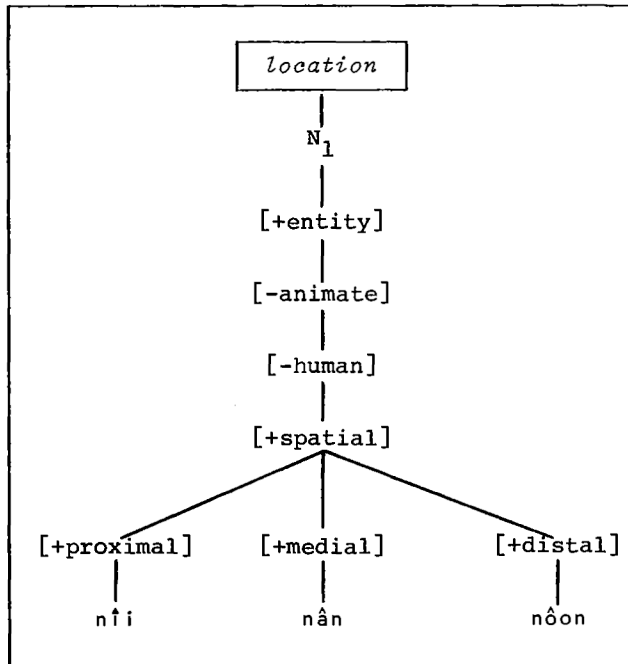 location
N₁
[+entity]
[-animate]
[-human]
[+spatial]
[+proximal] [+medial] [+distal]
nîi nân nôon